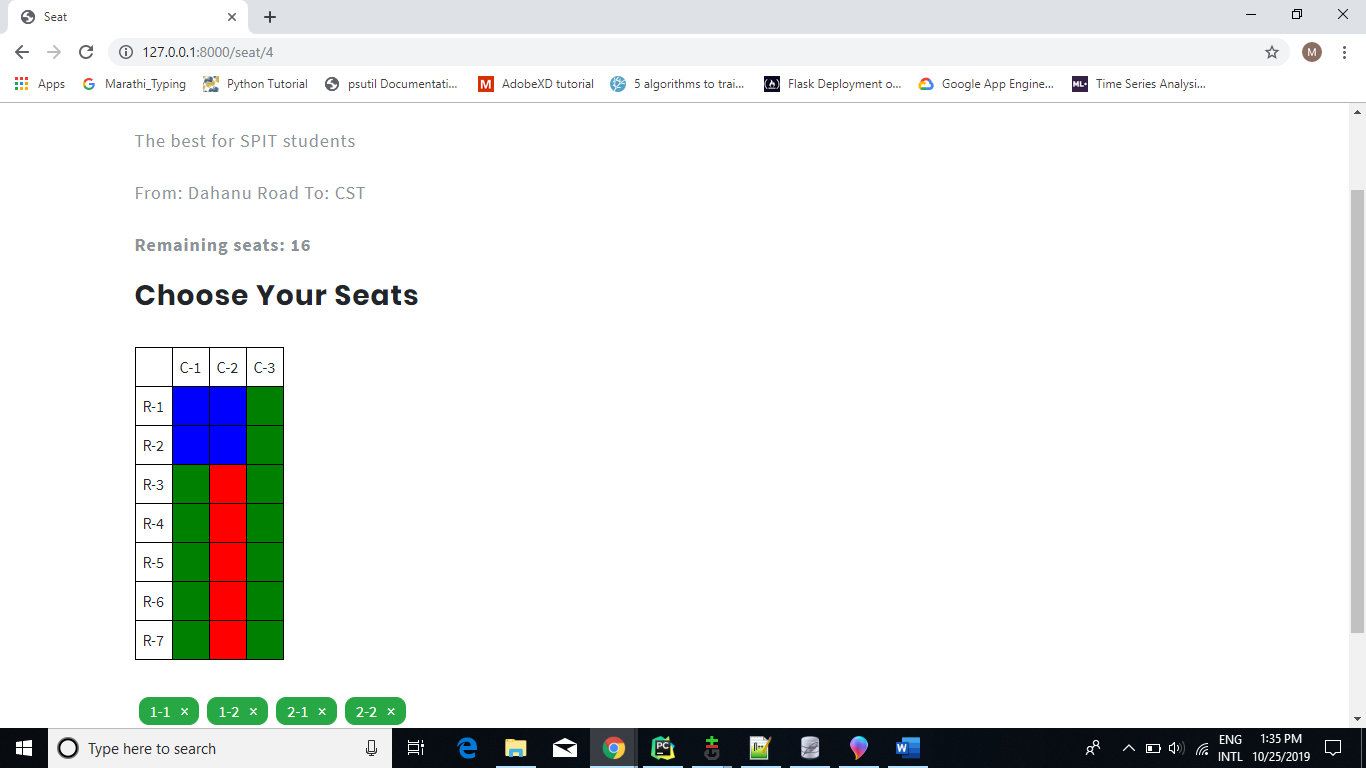 Seat
127.0.0.1:8000/seat/4
M
Apps Marathi_Typing Python Tutorial psutil Documentati... M AdobeXD tutorial 5 algorithms to trai... Flask Deployment o... Google App Engine... ML• Time Series Analysi...
The best for SPIT students
From: Dahanu Road To: CST
Remaining seats: 16
Choose Your Seats
C-1 C-2 C-3
R-1
R-2
R-3
R-4
R-5
R-6
R-7
1-1 × 1-2 × 2-1 × 2-2 ×
Type here to search
ENG 1:35 PM
INTL 10/25/2019